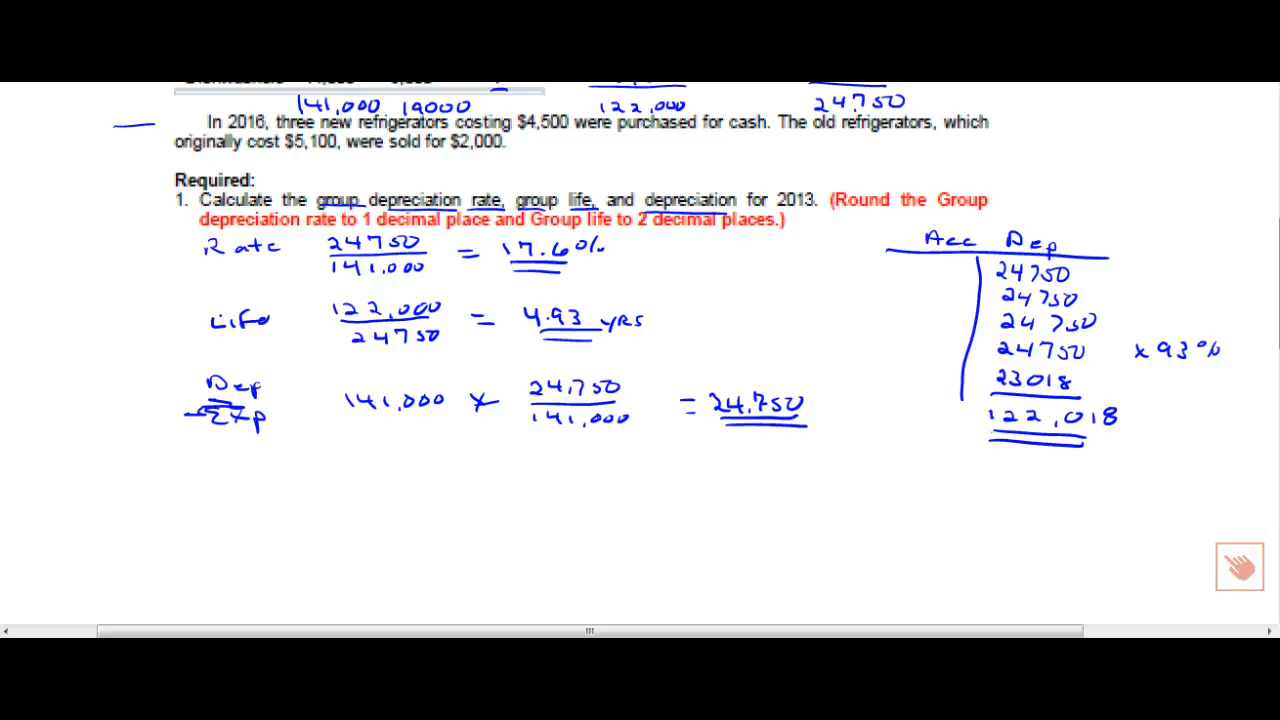 141,000 19000 122,000 24,750
In 2016, three new refrigerators costing $4,500 were purchased for cash. The old refrigerators, which
originally cost $5,100, were sold for $2,000.
Required:
1. Calculate the group depreciation rate, group life, and depreciation for 2013. (Round the Group
depreciation rate to 1 decimal place and Group life to 2 decimal places.)
Rate 24750 = 17.6%
141,000
Life 122,000 = 4.93 yrs
24750
Dep 141,000 x 24,750 = 24,750
Exp 141,000
Acc Dep
24750
24750
24750
24750 x 93%
23018
122,018